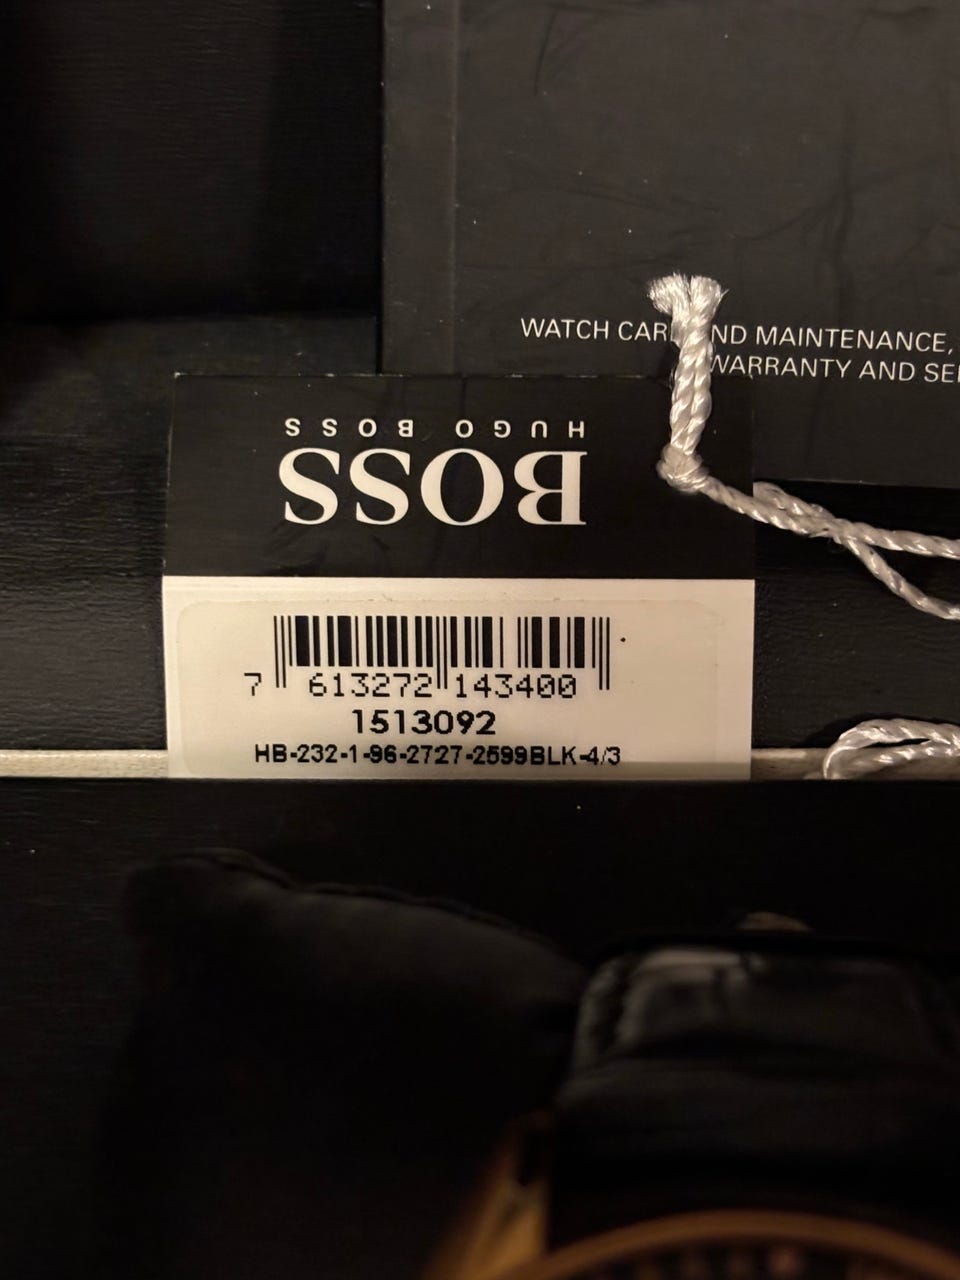 WATCH CAR ND MAINTENANCE,
WARRANTY AND SE
HUGO BOSS
BOSS
7 613272 143400
1513092
HB-232-1-96-2727-2599BLK-4/3